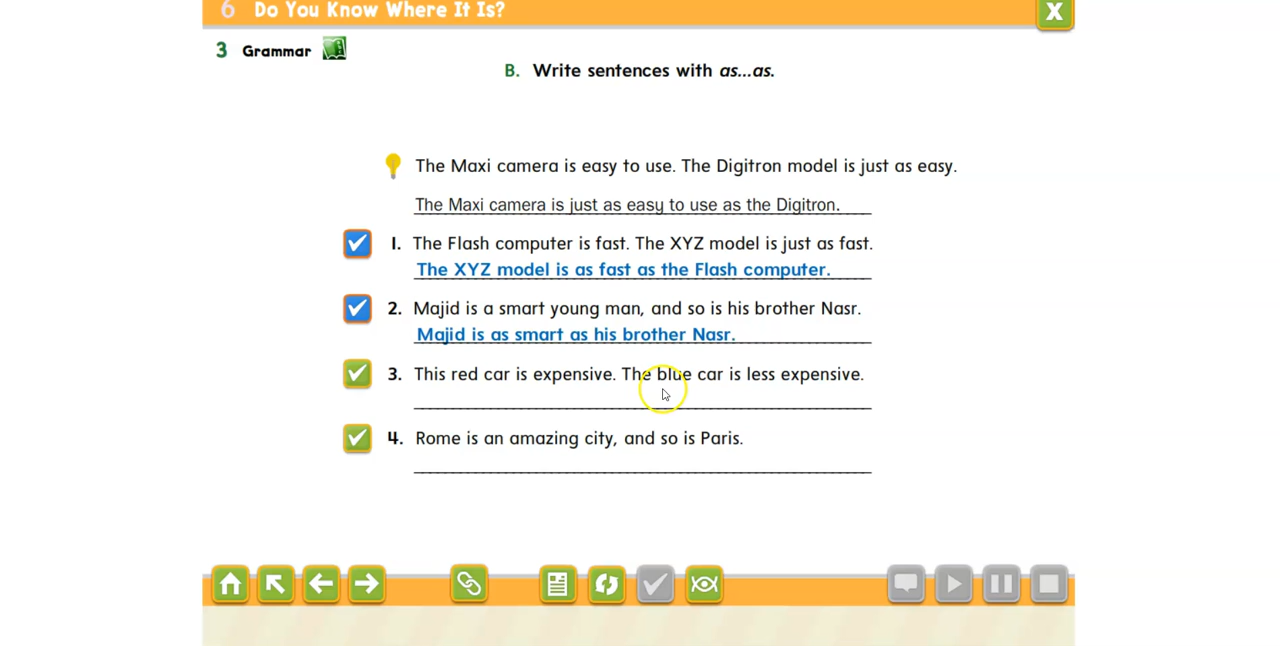 6 Do You Know Where It Is?
X
3 Grammar
B. Write sentences with as...as.
The Maxi camera is easy to use. The Digitron model is just as easy.
The Maxi camera is just as easy to use as the Digitron.
1. The Flash computer is fast. The XYZ model is just as fast.
The XYZ model is as fast as the Flash computer.
2. Majid is a smart young man, and so is his brother Nasr.
Majid is as smart as his brother Nasr.
3. This red car is expensive. The blue car is less expensive.
4. Rome is an amazing city, and so is Paris.